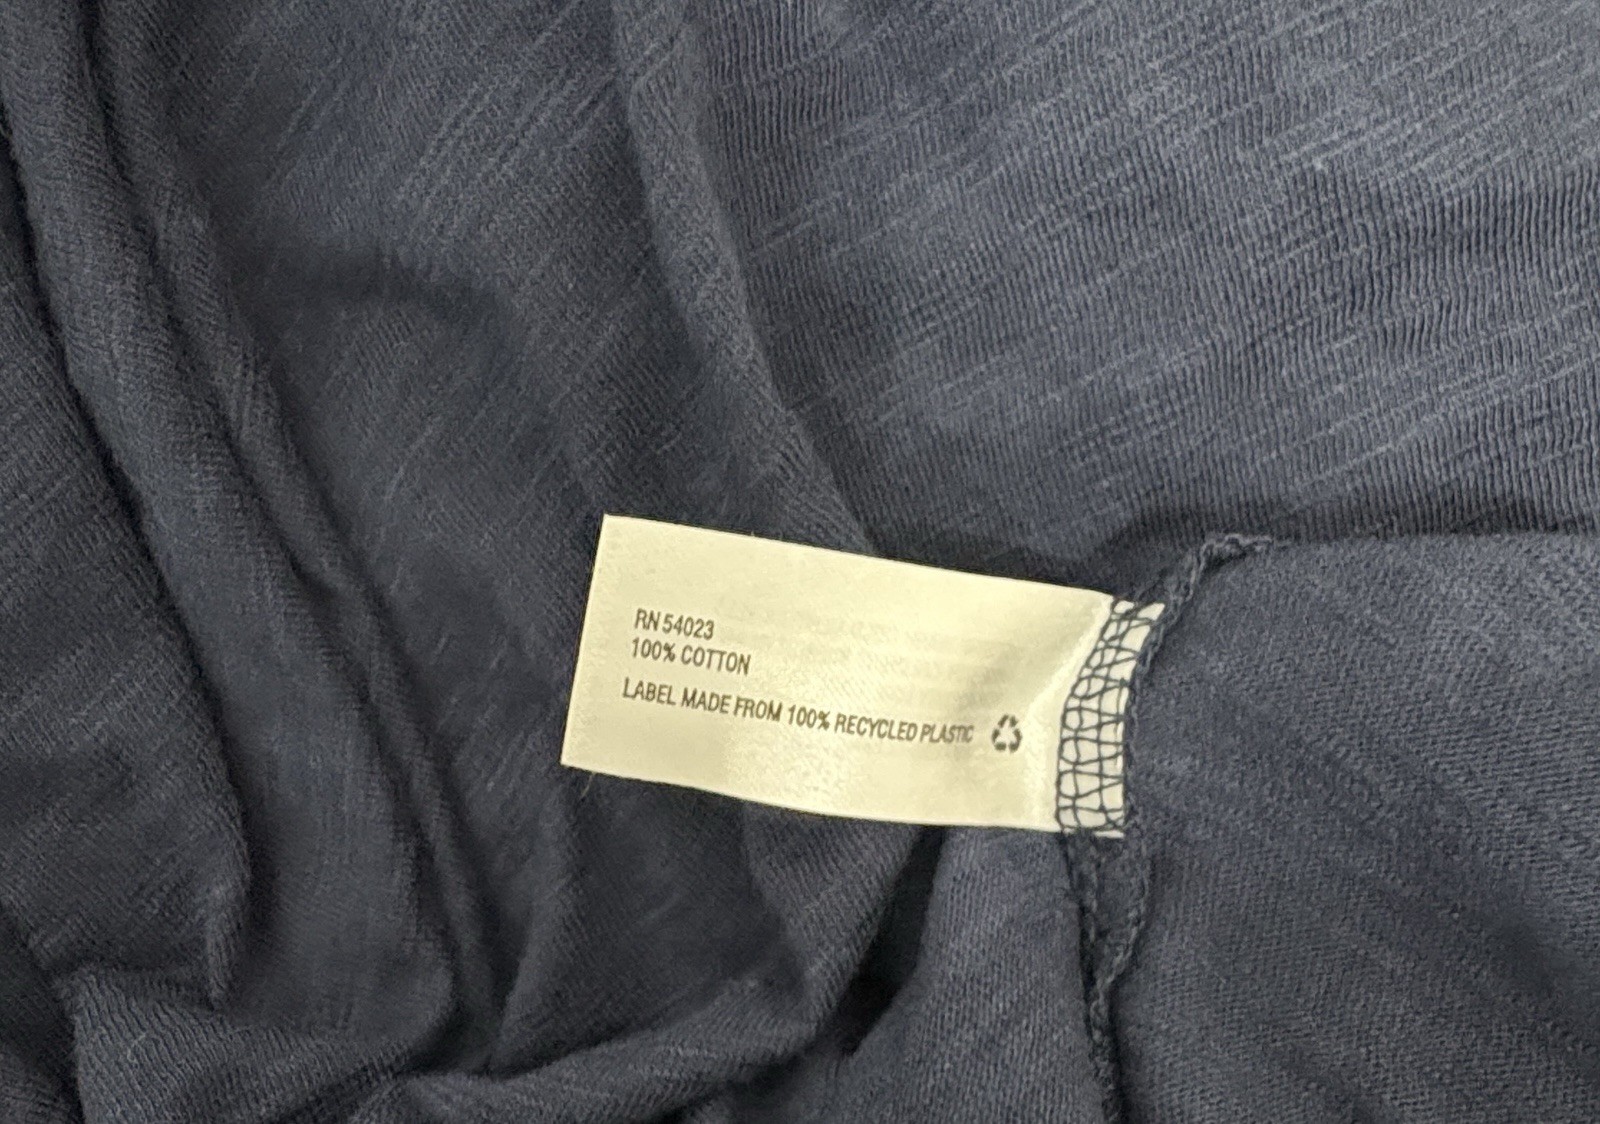 RN 54023
100% COTTON
LABEL MADE FROM 100% RECYCLED PLASTIC